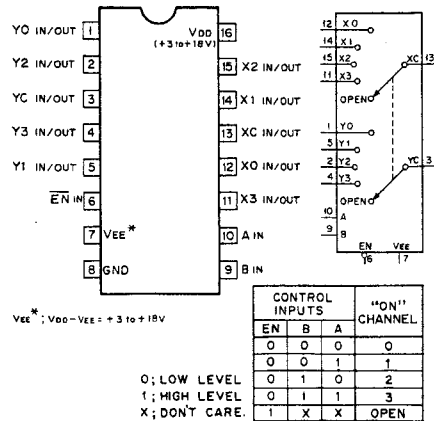 Y0 IN/OUT 1
Y2 IN/OUT 2
YC IN/OUT 3
Y3 IN/OUT 4
Y1 IN/OUT 5
EN IN 6
7 VEE*
8 GND
VDD 16
(+3 to +18V)
15 X2 IN/OUT
14 X1 IN/OUT
13 XC IN/OUT
12 X0 IN/OUT
11 X3 IN/OUT
10 A IN
9 B IN
12 X0
14 X1
15 X2
11 X3
XC 13
OPEN
1 Y0
5 Y1
2 Y2
4 Y3
YC 3
OPEN
10 A
9 B
EN VEE
6 7
VEE*; VDD-VEE = +3 to +18V
0; LOW LEVEL
1; HIGH LEVEL
X; DON'T CARE.
CONTROL INPUTS "ON" CHANNEL
EN B A
0 0 0 0
0 0 1 1
0 1 0 2
0 1 1 3
1 X X OPEN